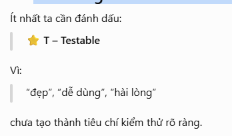 Ít nhất ta cần đánh dấu:
⭐ T – Testable
Vì:
“đẹp”, “dễ dùng”, “hài lòng”
chưa tạo thành tiêu chí kiểm thử rõ ràng.